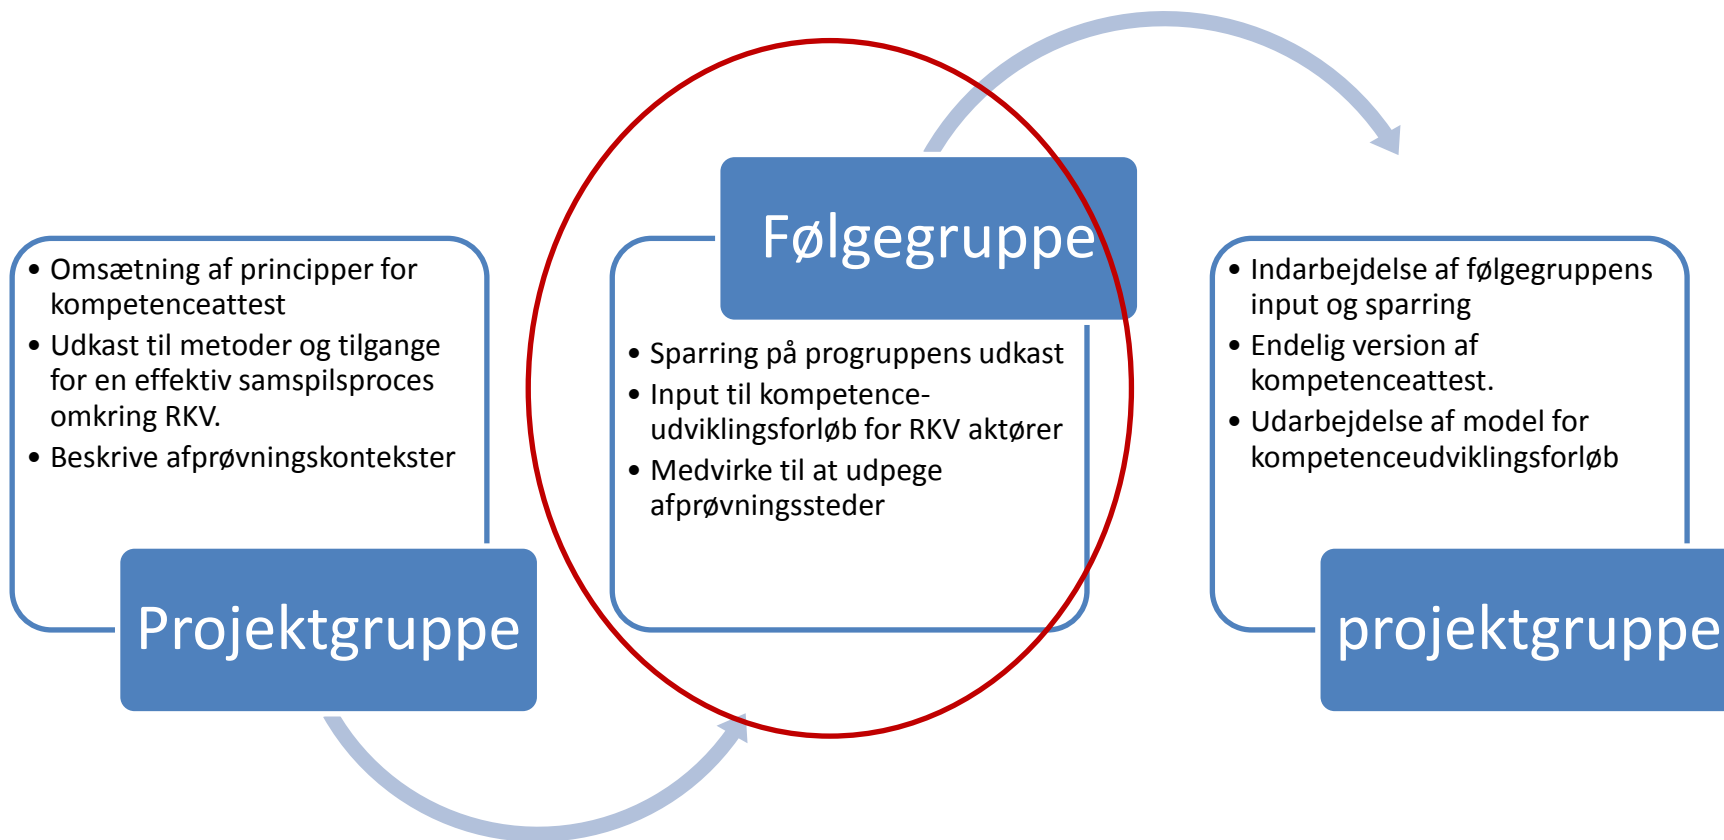 • Omsætning af principper for
kompetenceattest
• Udkast til metoder og tilgange
for en effektiv samspilsproces
omkring RKV.
• Beskrive afprøvningskontekster
Projektgruppe
Følgegruppe
• Sparring på progruppens udkast
• Input til kompetence-
udviklingsforløb for RKV aktører
• Medvirke til at udpege
afprøvningssteder
• Indarbejdelse af følgegruppens
input og sparring
• Endelig version af
kompetenceattest.
• Udarbejdelse af model for
kompetenceudviklingsforløb
projektgruppe